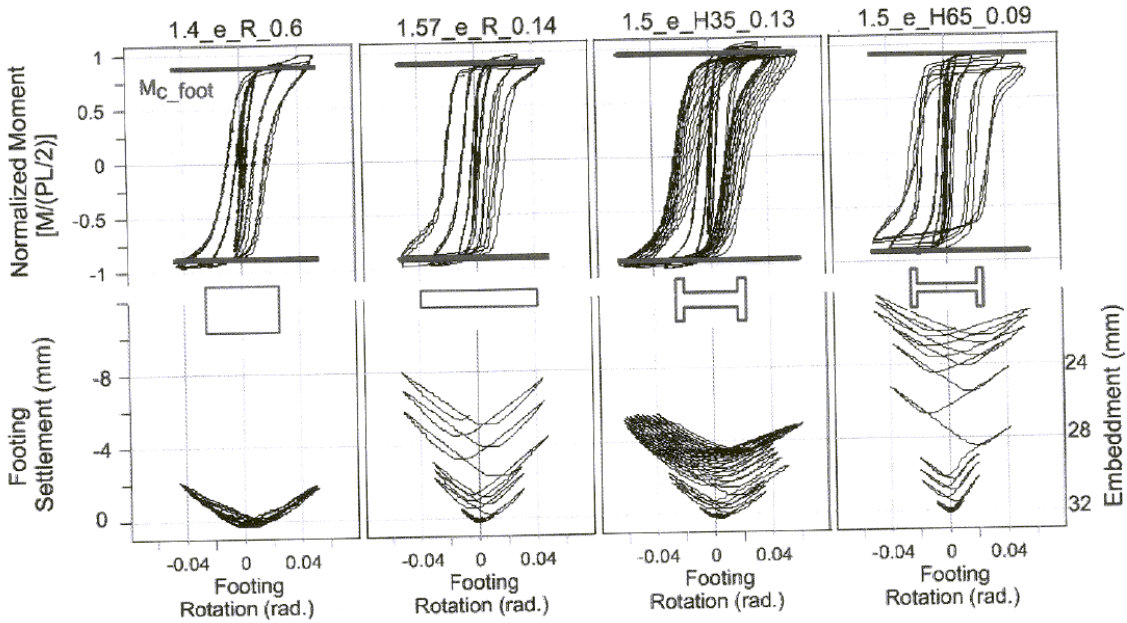 1.4_e_R_0.6
1.57_e_R_0.14
1.5_e_H35_0.13
1.5_e_H65_0.09
Normalized Moment
[M/(PL/2)]
1
0.5
0
-0.5
-1
Mc_foot
Footing
Settlement (mm)
-8
-4
0
Embeddment (mm)
24
28
32
-0.04 0 0.04
-0.04 0 0.04
-0.04 0 0.04
-0.04 0 0.04
Footing
Rotation (rad.)
Footing
Rotation (rad.)
Footing
Rotation (rad.)
Footing
Rotation (rad.)